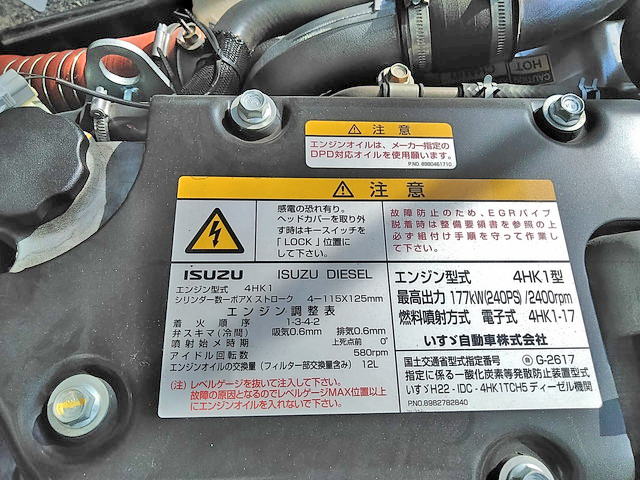 CAUTION
HOT
⚠ 注意
エンジンオイルは、メーカー指定の
DPD対応オイルを使用願います。
P.NO. 8980461710
⚠ 注意
感電の恐れ有り。
ヘッドカバーを取り外
す時はキースイッチを
「LOCK」位置に
して下さい。
故障防止のため、EGRパイプ
脱着時は整備要領書を参照の上
必ず組付け手順を守って作業し
て下さい。
ISUZU ISUZU DIESEL
エンジン型式 4HK1
シリンダー数ーボアX ストローク 4ー115X125mm
エンジン調整表
着火順序 1-3-4-2
弁スキマ(冷間) 吸気0.6mm 排気0.6mm
噴射始メ時期 上死点前 0°
アイドル回転数 580rpm
エンジンオイルの交換量(フィルター部交換量含み) 12L
(注)レベルゲージを抜いて注入して下さい。
故障の原因となるのでレベルゲージMAX位置以上
にエンジンオイルを入れないで下さい。
エンジン型式 4HK1型
最高出力 177kW(240PS)/2400rpm
燃料噴射方式 電子式 4HK1-17
いすゞ自動車株式会社
国土交通省型式指定番号 G-2617
指定に係る一酸化炭素等発散防止装置型式
いすゞH22-IDC-4HK1TCH5 ディーゼル機関
P.NO.8982782840